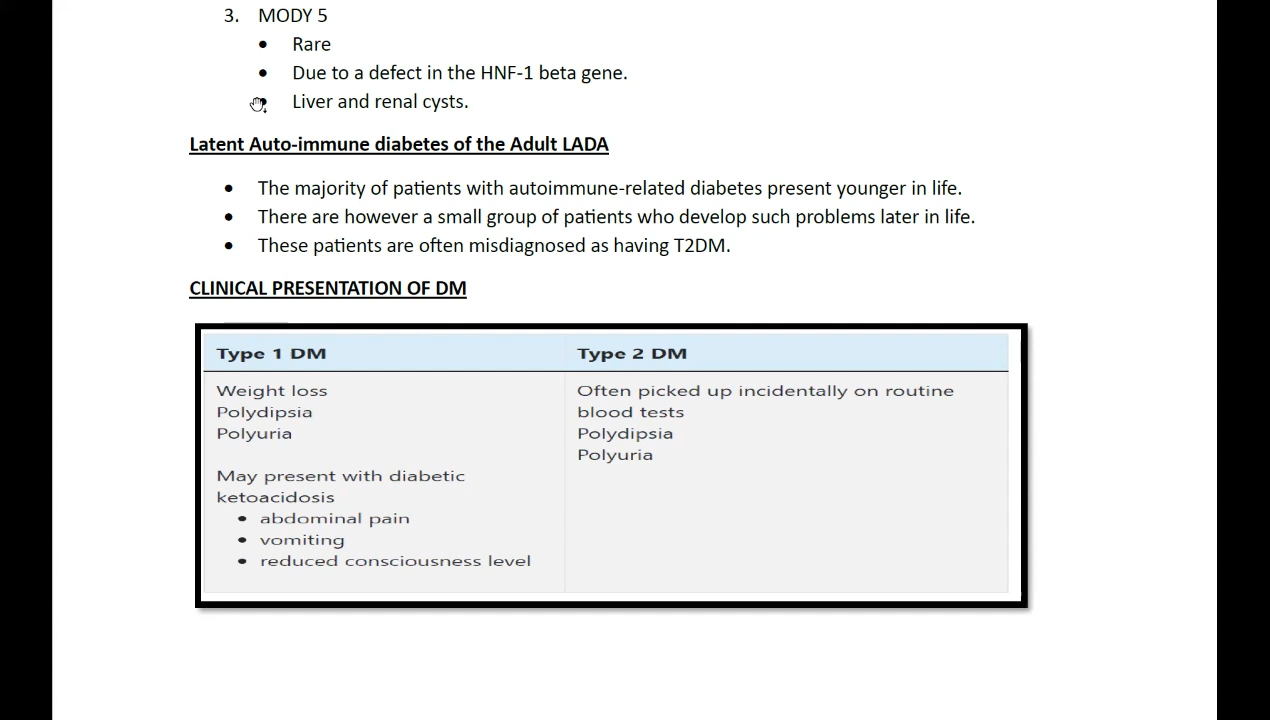 3. MODY 5
• Rare
• Due to a defect in the HNF-1 beta gene.
• Liver and renal cysts.
Latent Auto-immune diabetes of the Adult LADA
• The majority of patients with autoimmune-related diabetes present younger in life.
• There are however a small group of patients who develop such problems later in life.
• These patients are often misdiagnosed as having T2DM.
CLINICAL PRESENTATION OF DM
Type 1 DM
Weight loss
Polydipsia
Polyuria
May present with diabetic
ketoacidosis
• abdominal pain
• vomiting
• reduced consciousness level
Type 2 DM
Often picked up incidentally on routine
blood tests
Polydipsia
Polyuria